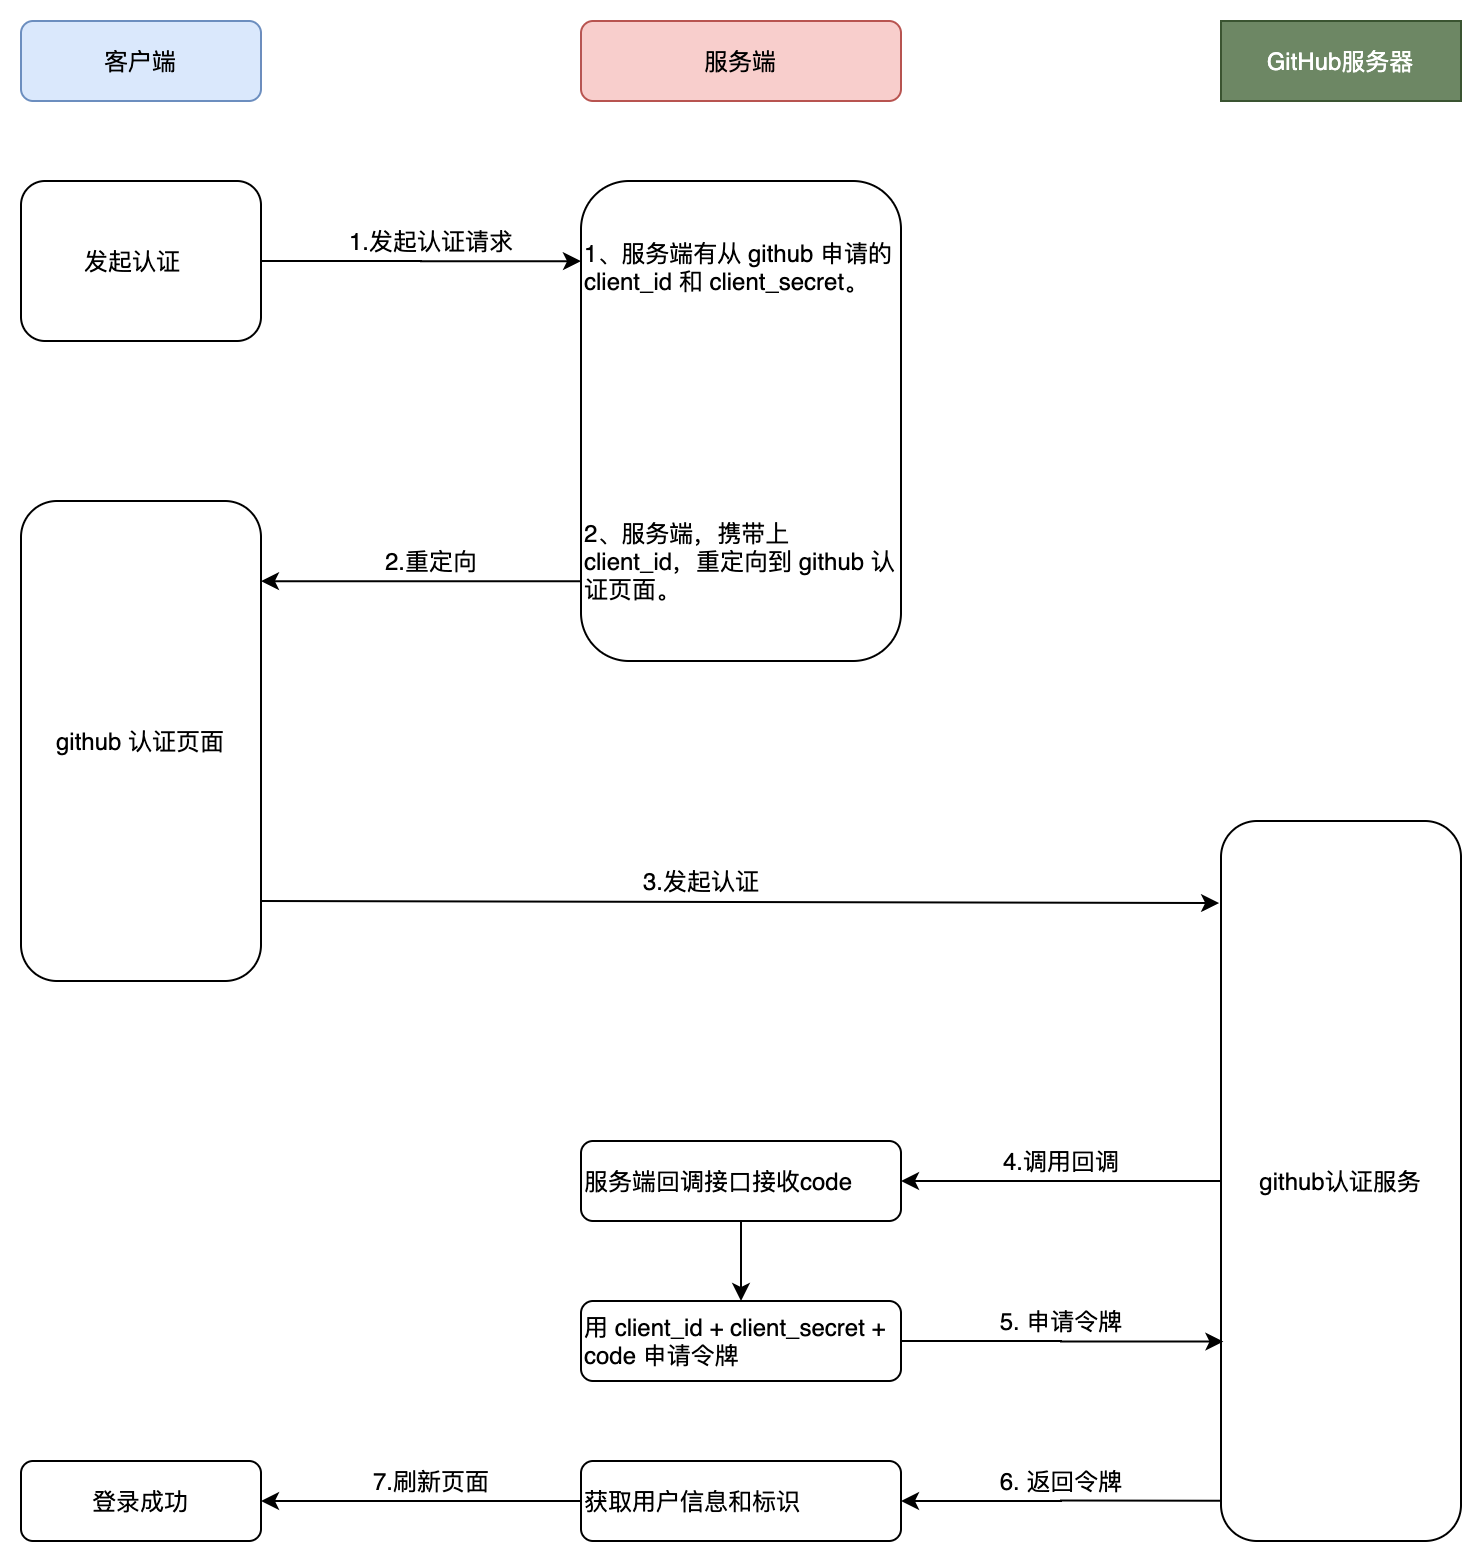 客户端
服务端
GitHub服务器
发起认证
1.发起认证请求
1、服务端有从 github 申请的
client_id 和 client_secret。
2.重定向
2、服务端，携带上
client_id，重定向到 github 认
证页面。
github 认证页面
3.发起认证
服务端回调接口接收code
4.调用回调
github认证服务
用 client_id + client_secret +
code 申请令牌
5. 申请令牌
登录成功
7.刷新页面
获取用户信息和标识
6. 返回令牌